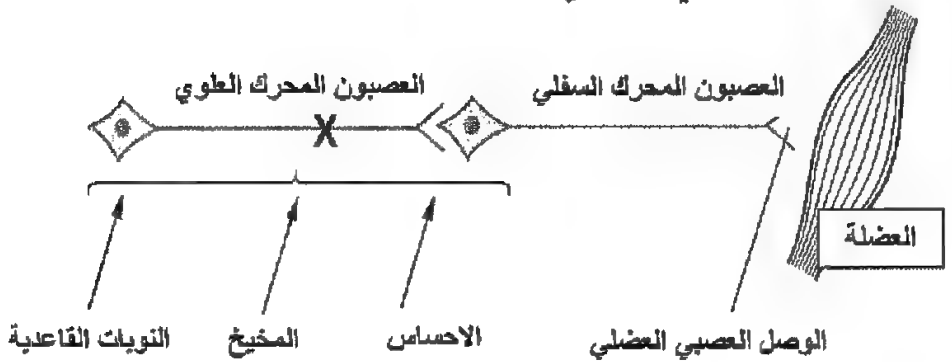 العصبون المحرك العلوي
العصبون المحرك السفلي
X
العضلة
الوصل العصبي العضلي
الاحساس
المخيخ
النويات القاعدية